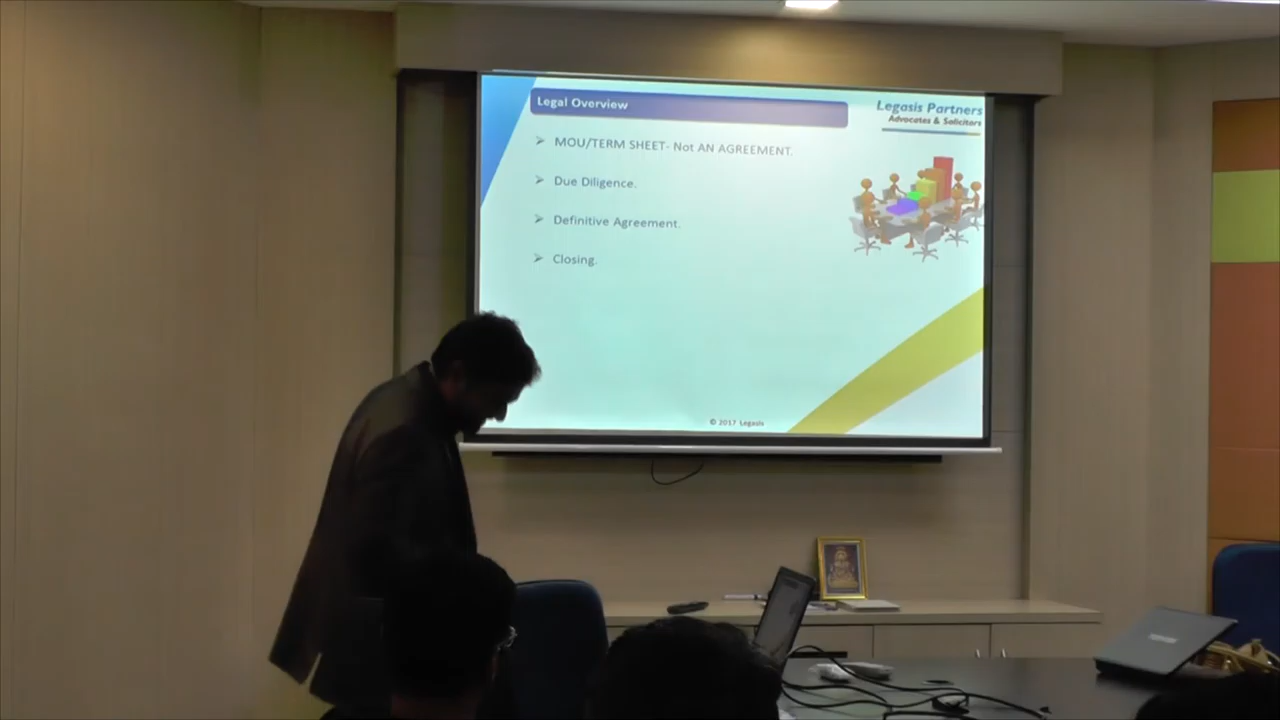 Legal Overview
Legasis Partners
Advocates & Solicitors
MOU/TERM SHEET- Not AN AGREEMENT.
Due Diligence.
Definitive Agreement.
Closing.
© 2017 Legasis